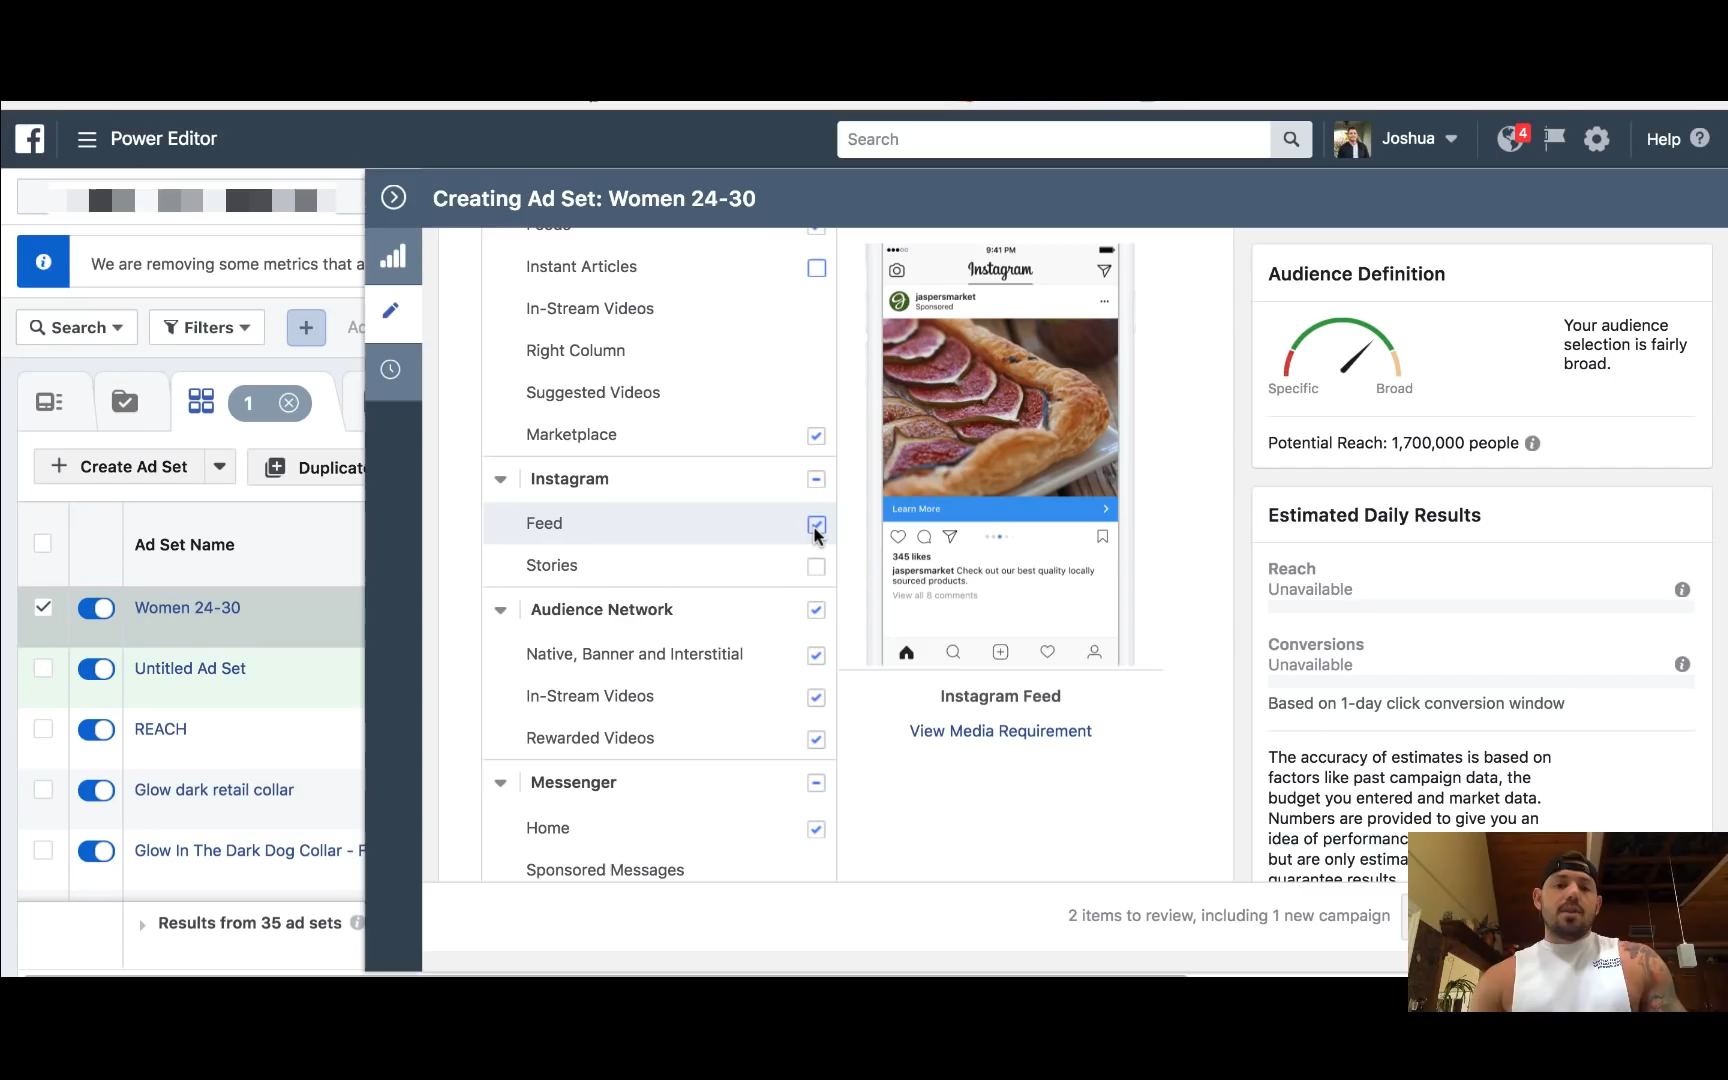 Power Editor
Search
Joshua
4
Help
Creating Ad Set: Women 24-30
We are removing some metrics that a
Search
Filters
1
Create Ad Set
Duplicate
Ad Set Name
Women 24-30
Untitled Ad Set
REACH
Glow dark retail collar
Glow In The Dark Dog Collar - F
Results from 35 ad sets
Instant Articles
In-Stream Videos
Right Column
Suggested Videos
Marketplace
Instagram
Feed
Stories
Audience Network
Native, Banner and Interstitial
In-Stream Videos
Rewarded Videos
Messenger
Home
Sponsored Messages
9:41 PM
Instagram
jaspersmarket
Sponsored
Learn More
345 likes
jaspersmarket Check out our best quality locally
sourced products.
View all 8 comments
Instagram Feed
View Media Requirement
2 items to review, including 1 new campaign
Audience Definition
Specific
Broad
Your audience
selection is fairly
broad.
Potential Reach: 1,700,000 people
Estimated Daily Results
Reach
Unavailable
Conversions
Unavailable
Based on 1-day click conversion window
The accuracy of estimates is based on
factors like past campaign data, the
budget you entered and market data.
Numbers are provided to give you an
idea of performanc
but are only estima
guarantee results